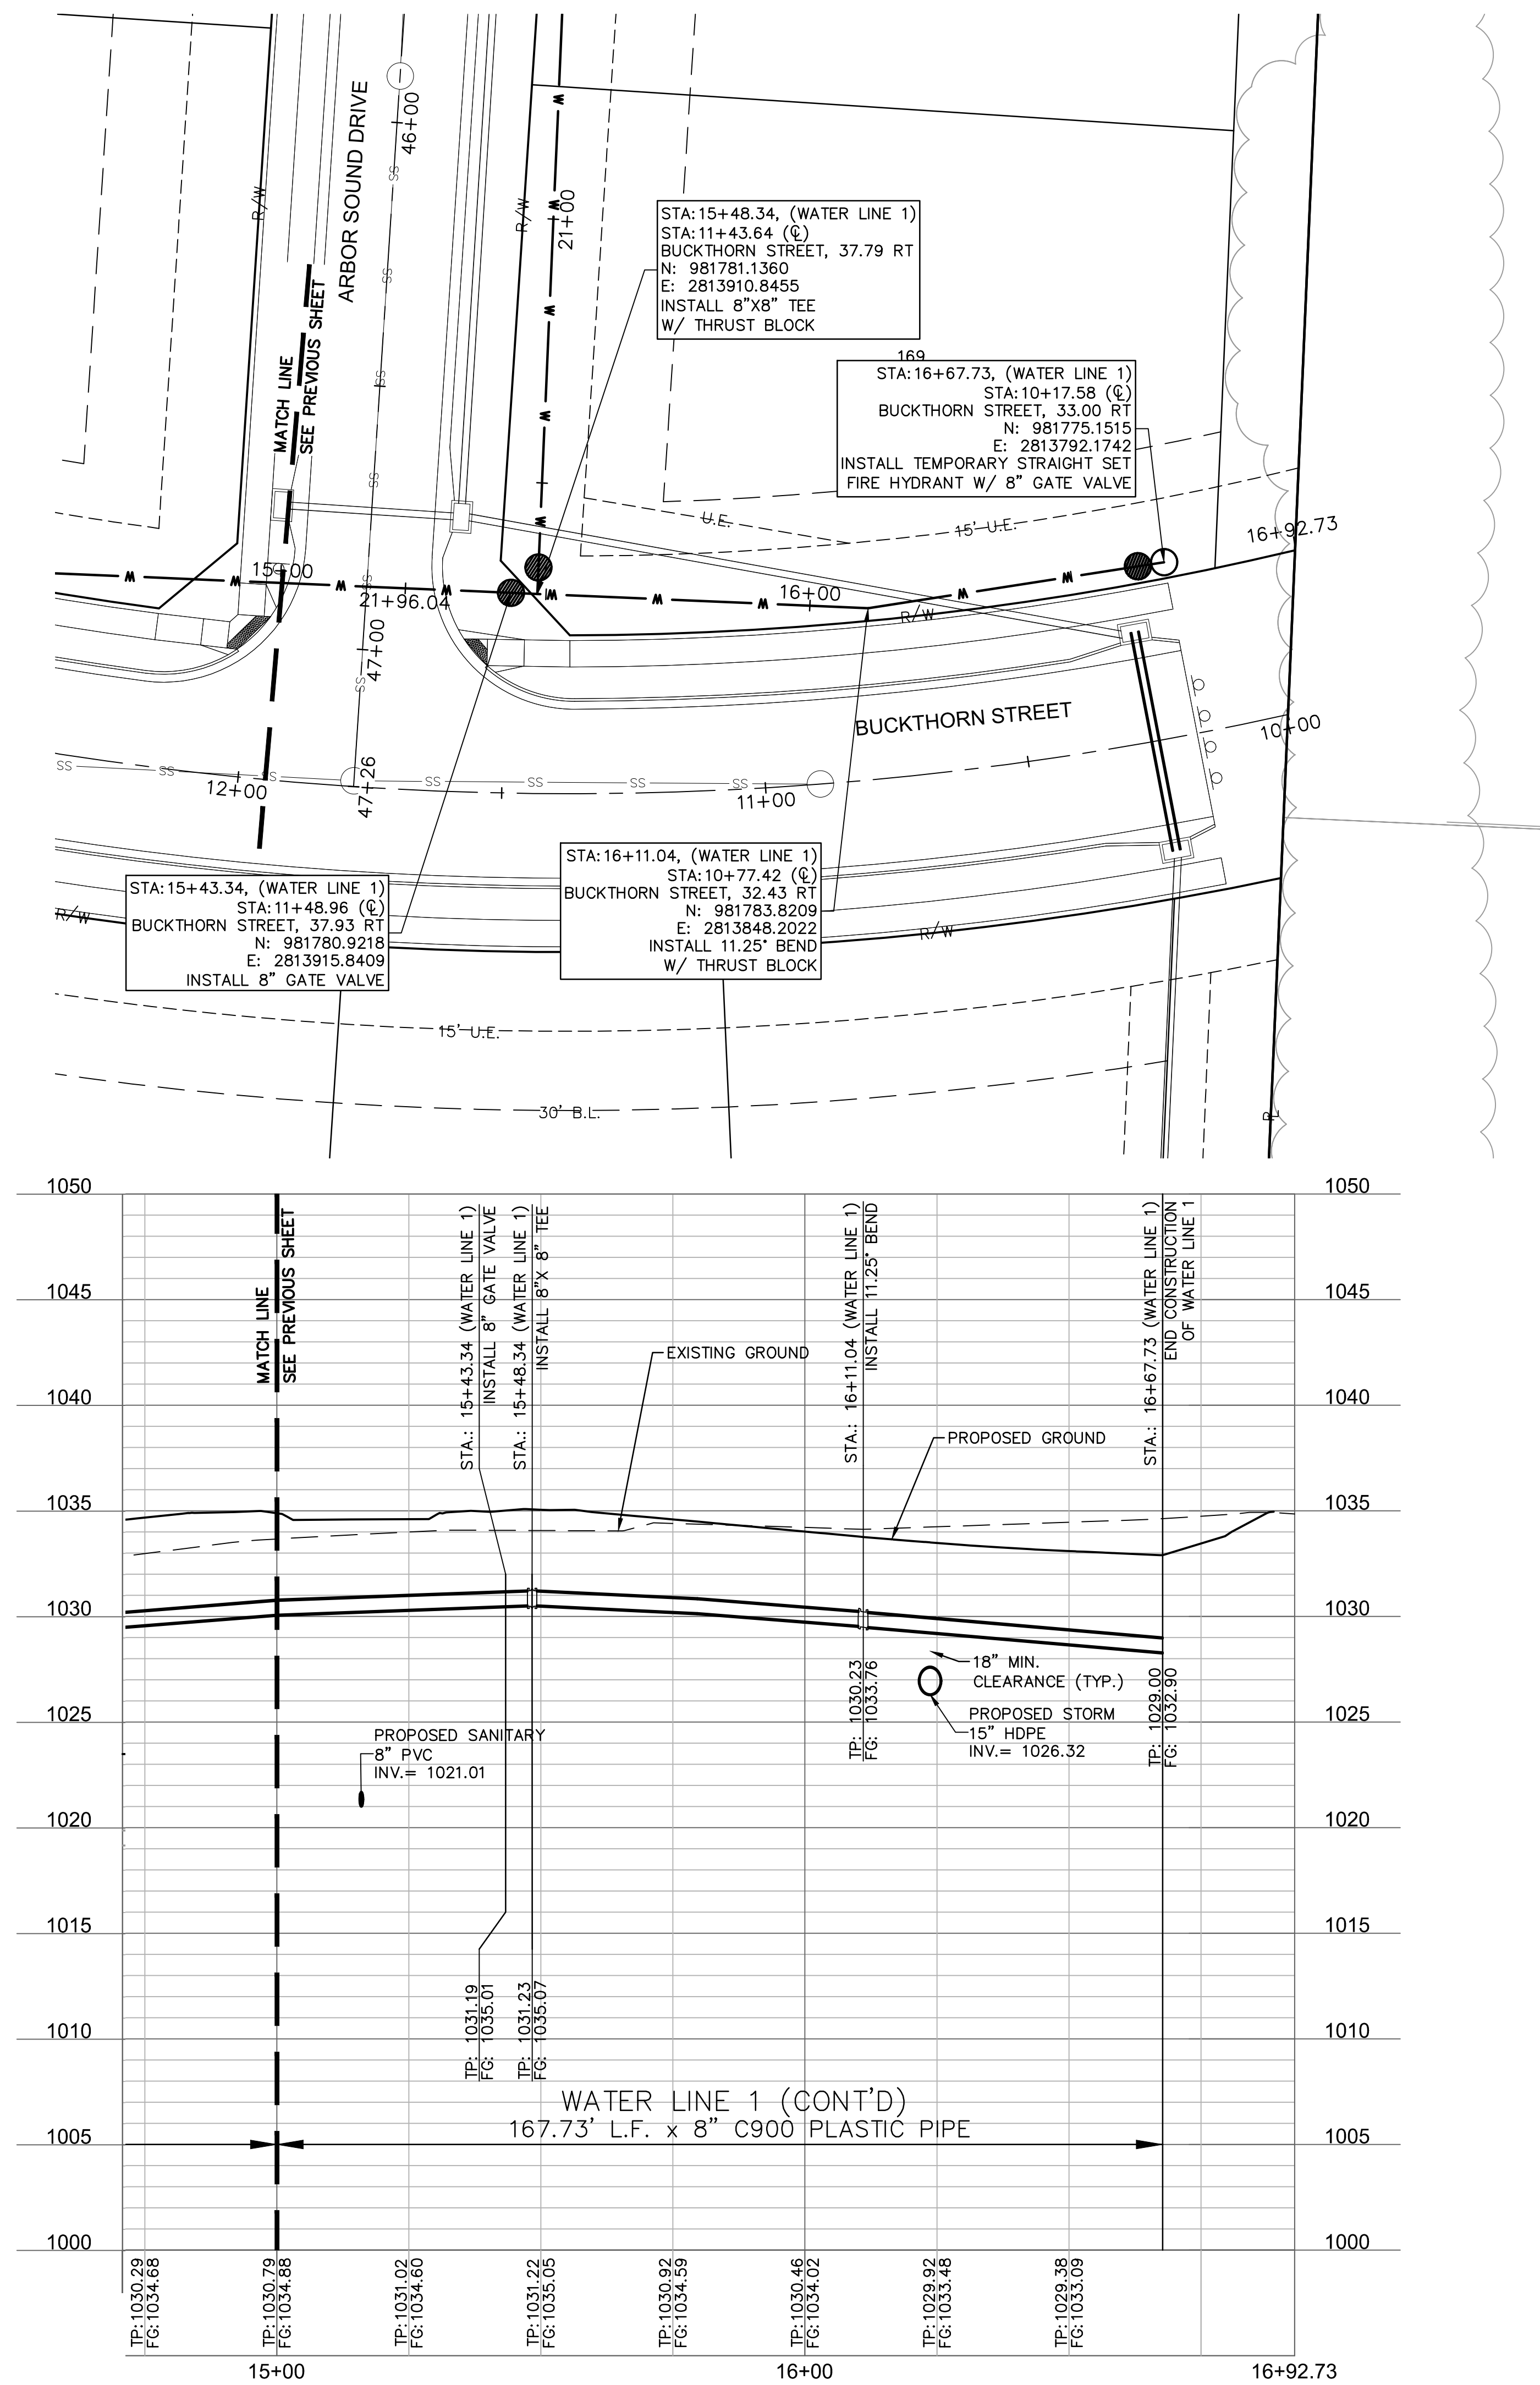 46+00
ARBOR SOUND DRIVE
R/W
SS
W
R/W
21+00
MATCH LINE
SEE PREVIOUS SHEET
STA:15+48.34, (WATER LINE 1)
STA:11+43.64 (℄)
BUCKTHORN STREET, 37.79 RT
N: 981781.1360
E: 2813910.8455
INSTALL 8"X8" TEE
W/ THRUST BLOCK
169
STA:16+67.73, (WATER LINE 1)
STA:10+17.58 (℄)
BUCKTHORN STREET, 33.00 RT
N: 981775.1515
E: 2813792.1742
INSTALL TEMPORARY STRAIGHT SET
FIRE HYDRANT W/ 8" GATE VALVE
U.E.
15' U.E.
16+92.73
15+00
21+96.04
16+00
R/W
47+00
BUCKTHORN STREET
10+00
12+00
47+26
11+00
STA:15+43.34, (WATER LINE 1)
STA:11+48.96 (℄)
BUCKTHORN STREET, 37.93 RT
N: 981780.9218
E: 2813915.8409
INSTALL 8" GATE VALVE
STA:16+11.04, (WATER LINE 1)
STA:10+77.42 (℄)
BUCKTHORN STREET, 32.43 RT
N: 981783.8209
E: 2813848.2022
INSTALL 11.25° BEND
W/ THRUST BLOCK
R/W
R/W
15' U.E.
30' B.L.
℄
1050
1050
1045
1045
1040
1040
1035
1035
1030
1030
1025
1025
1020
1020
1015
1015
1010
1010
1005
1005
1000
1000
MATCH LINE
SEE PREVIOUS SHEET
STA.: 15+43.34 (WATER LINE 1)
INSTALL 8" GATE VALVE
STA.: 15+48.34 (WATER LINE 1)
INSTALL 8"X 8" TEE
STA.: 16+11.04 (WATER LINE 1)
INSTALL 11.25° BEND
STA.: 16+67.73 (WATER LINE 1)
END CONSTRUCTION
OF WATER LINE 1
EXISTING GROUND
PROPOSED GROUND
TP: 1030.23
FG: 1033.76
18" MIN.
CLEARANCE (TYP.)
PROPOSED STORM
15" HDPE
INV.= 1026.32
TP: 1029.00
FG: 1032.90
PROPOSED SANITARY
8" PVC
INV.= 1021.01
TP: 1031.19
FG: 1035.01
TP: 1031.23
FG: 1035.07
WATER LINE 1 (CONT'D)
167.73' L.F. x 8" C900 PLASTIC PIPE
TP:1030.29
FG:1034.68
TP:1030.79
FG:1034.88
TP:1031.02
FG:1034.60
TP:1031.22
FG:1035.05
TP:1030.92
FG:1034.59
TP:1030.46
FG:1034.02
TP:1029.92
FG:1033.48
TP:1029.38
FG:1033.09
15+00
16+00
16+92.73